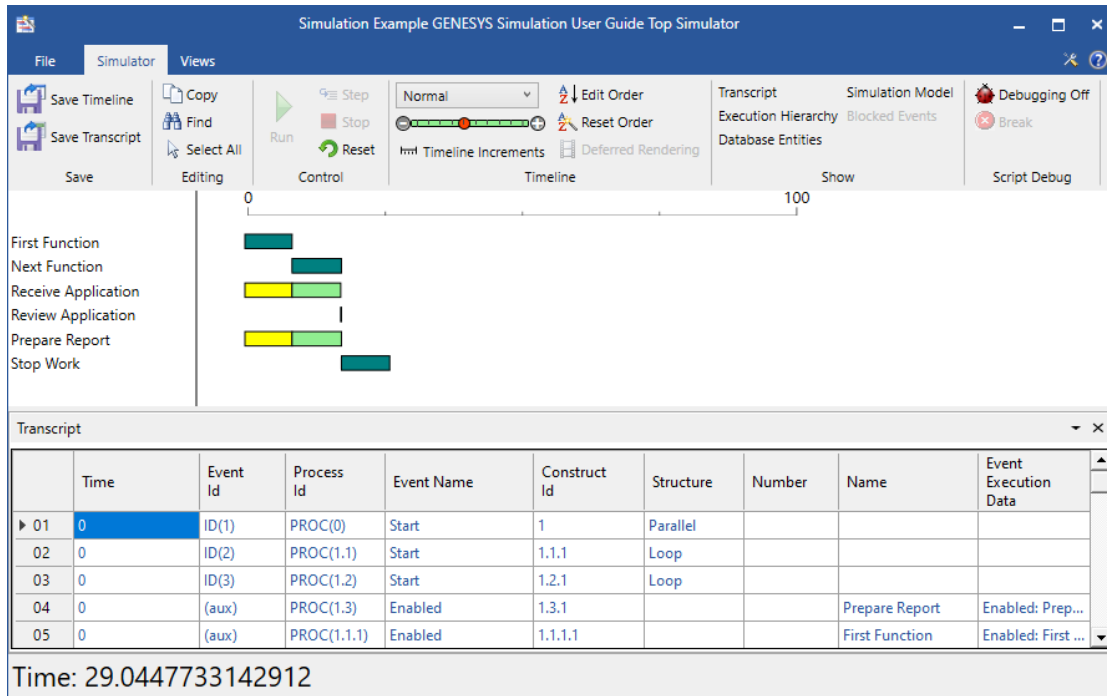 Simulation Example GENESYS Simulation User Guide Top Simulator
File Simulator Views
Save Timeline
Save Transcript
Save
Copy
Find
Select All
Editing
Run
Step
Stop
Reset
Control
Normal
Timeline Increments
Edit Order
Reset Order
Deferred Rendering
Timeline
Transcript Simulation Model
Execution Hierarchy Blocked Events
Database Entities
Show
Debugging Off
Break
Script Debug
0 100
First Function
Next Function
Receive Application
Review Application
Prepare Report
Stop Work
Transcript
Time Event Id Process Id Event Name Construct Id Structure Number Name Event Execution Data
01 0 ID(1) PROC(0) Start 1 Parallel
02 0 ID(2) PROC(1.1) Start 1.1.1 Loop
03 0 ID(3) PROC(1.2) Start 1.2.1 Loop
04 0 (aux) PROC(1.3) Enabled 1.3.1 Prepare Report Enabled: Prep...
05 0 (aux) PROC(1.1.1) Enabled 1.1.1.1 First Function Enabled: First ...
Time: 29.0447733142912